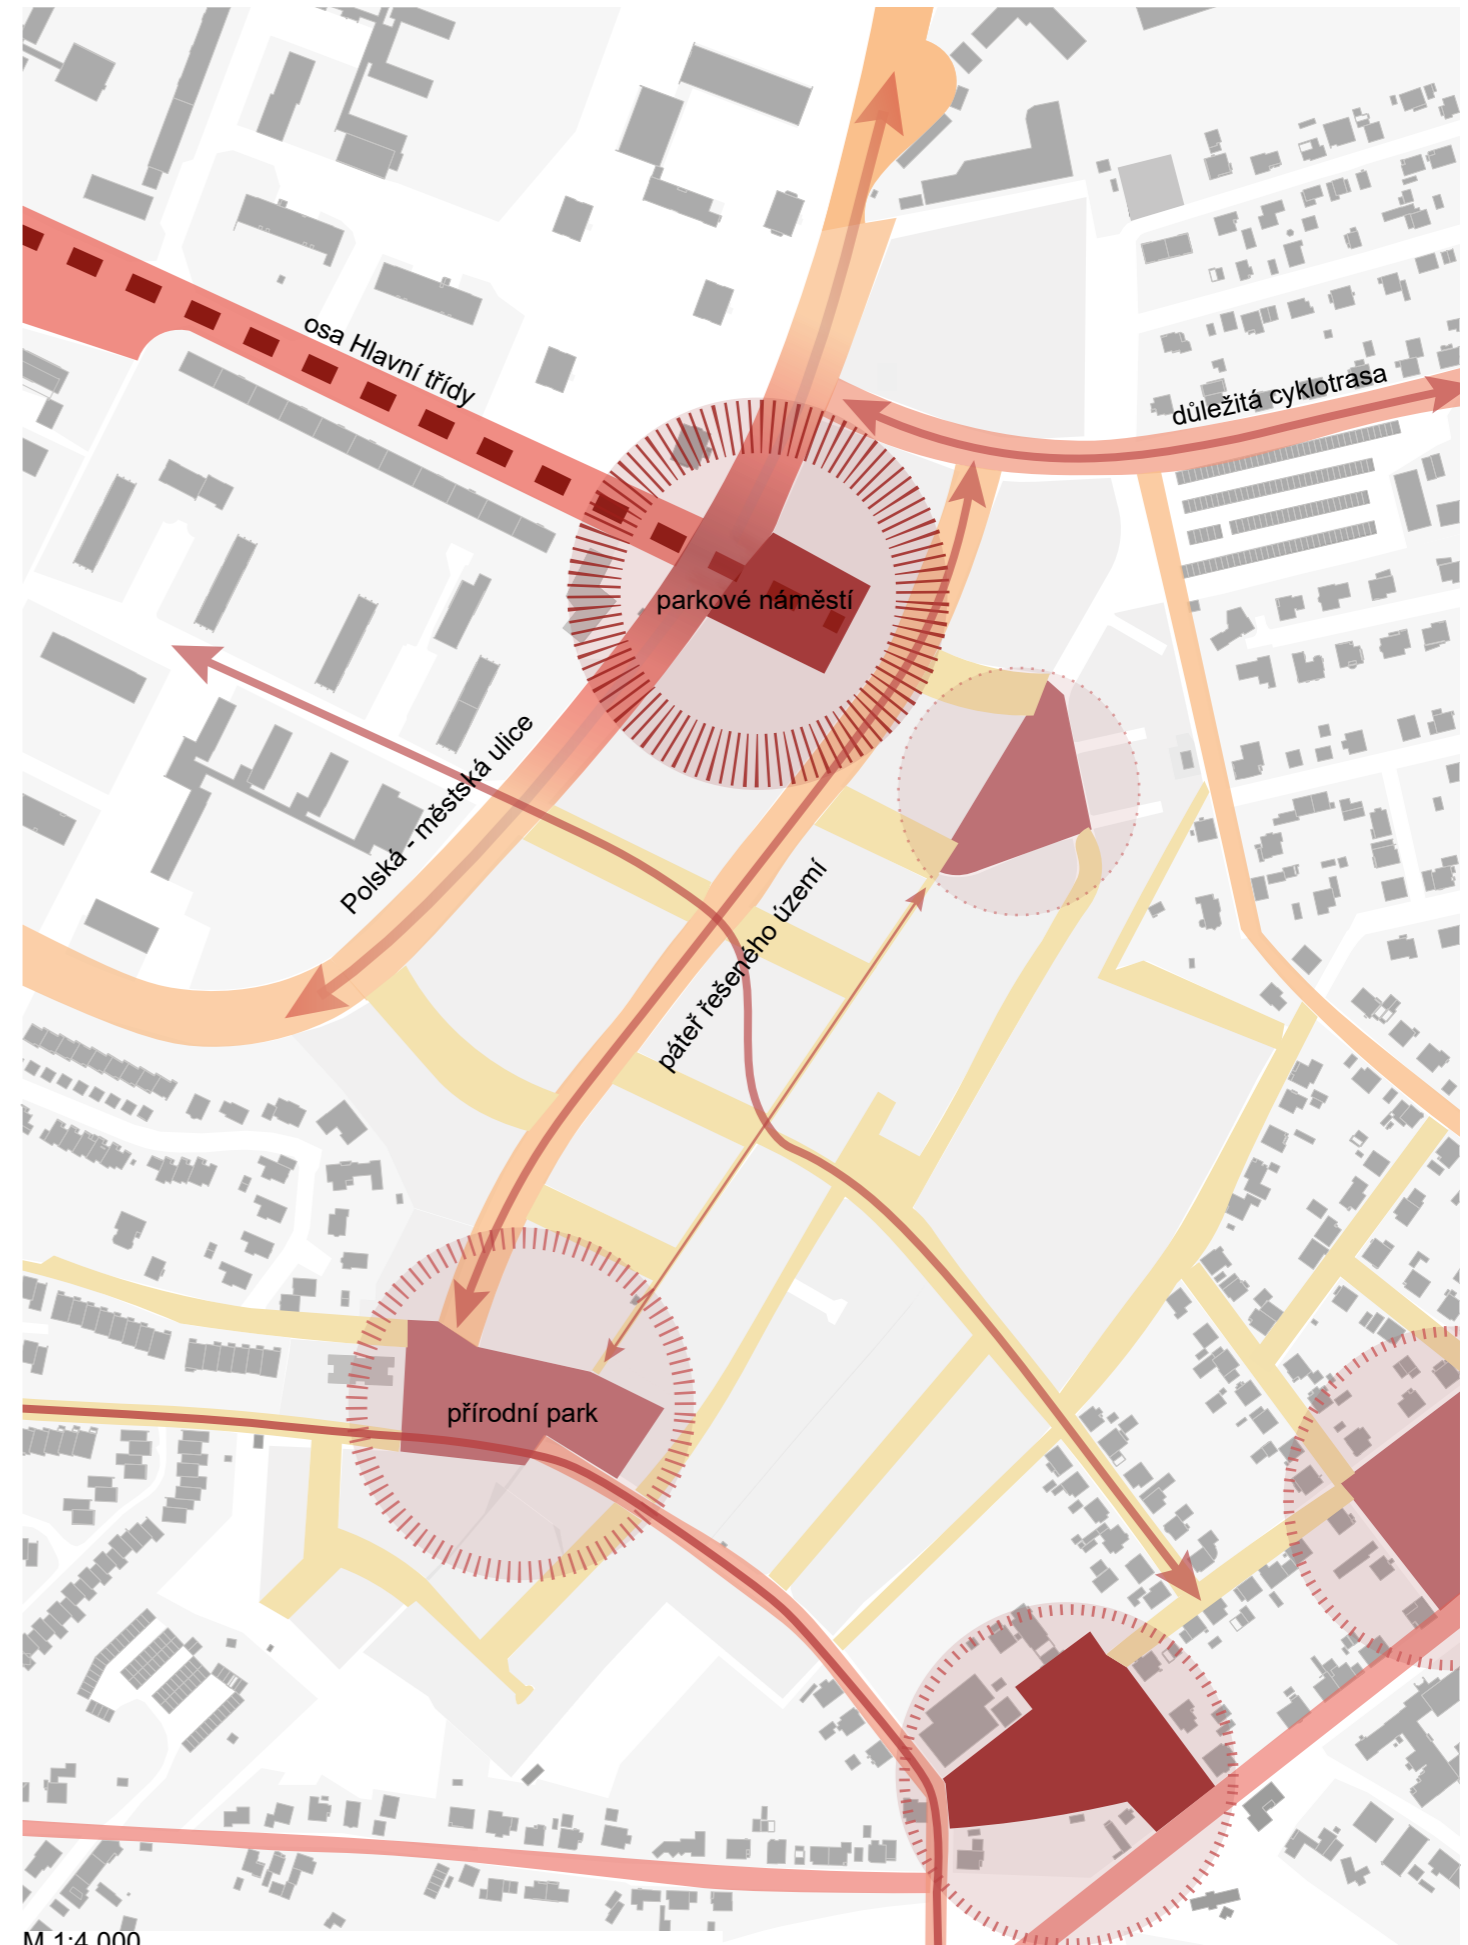 osa Hlavní třídy
důležitá cyklotrasa
parkové náměstí
Polská - městská ulice
páteř řešeného území
přírodní park
M 1:4 000